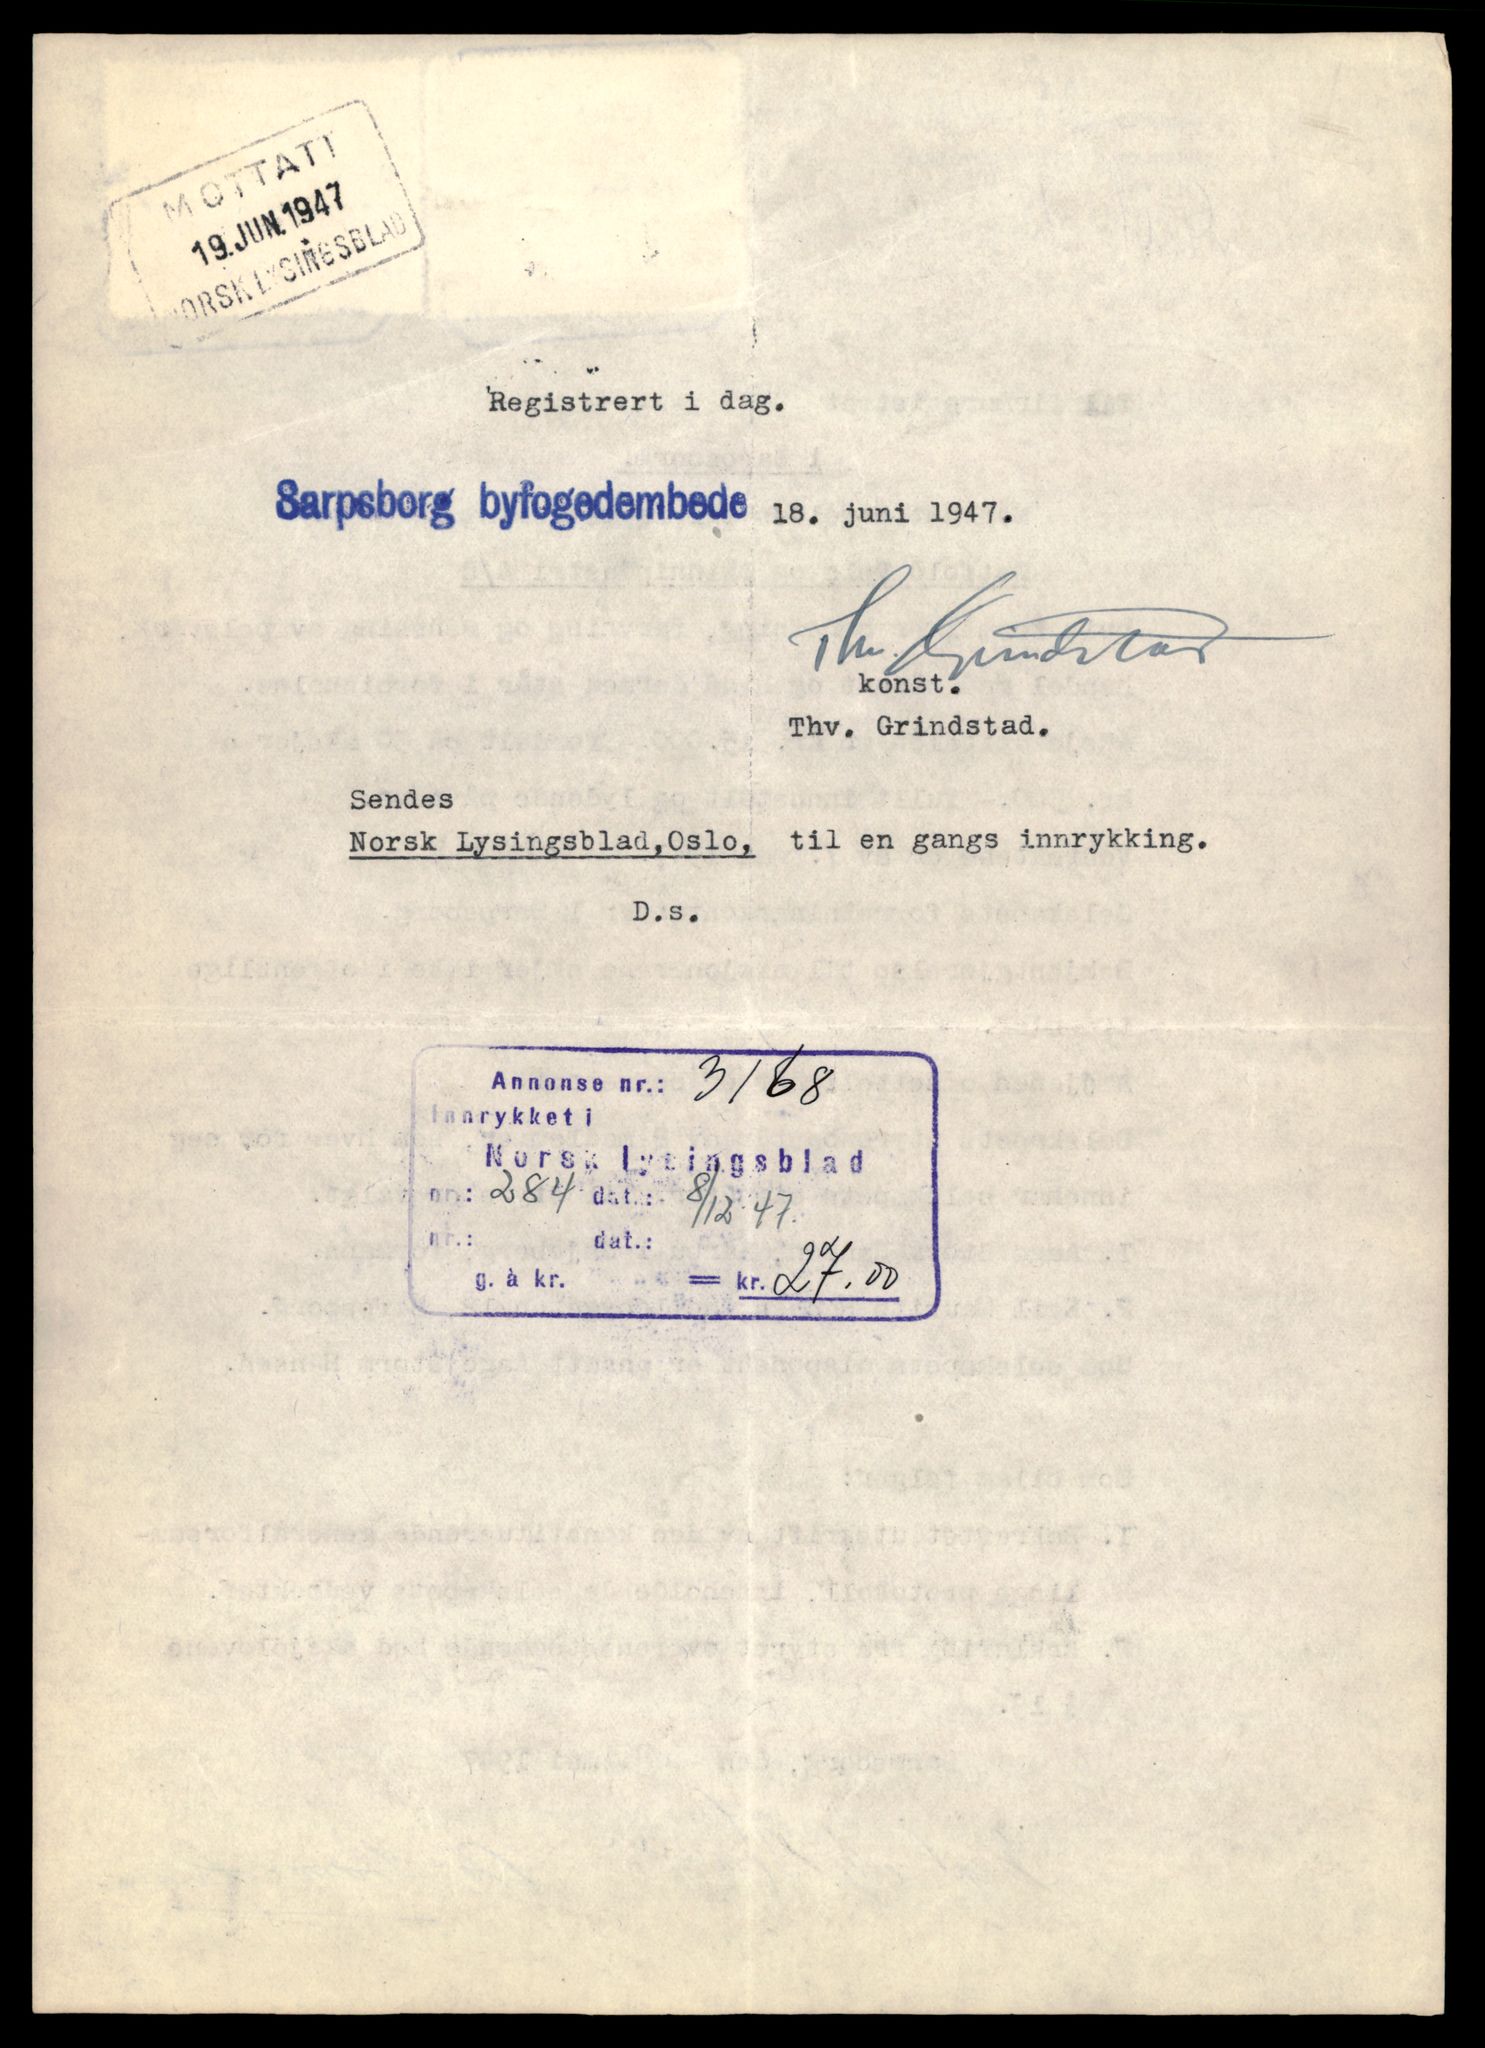 MOTTATT
19. JUN. 1947
NORSK LYSINGSBLAD
Registrert i dag.
Sarpsborg byfogedembede 18. juni 1947.
Thv. Grindstad
konst.
Thv. Grindstad.
Sendes
Norsk Lysingsblad,Oslo, til en gangs innrykking.
D.s.
Annonse nr.: 3168
Innrykket i
Norsk lysingsblad
nr.: 284 dat.: 8/12 47.
nr.: dat.:
g. à kr. = kr. 27.00